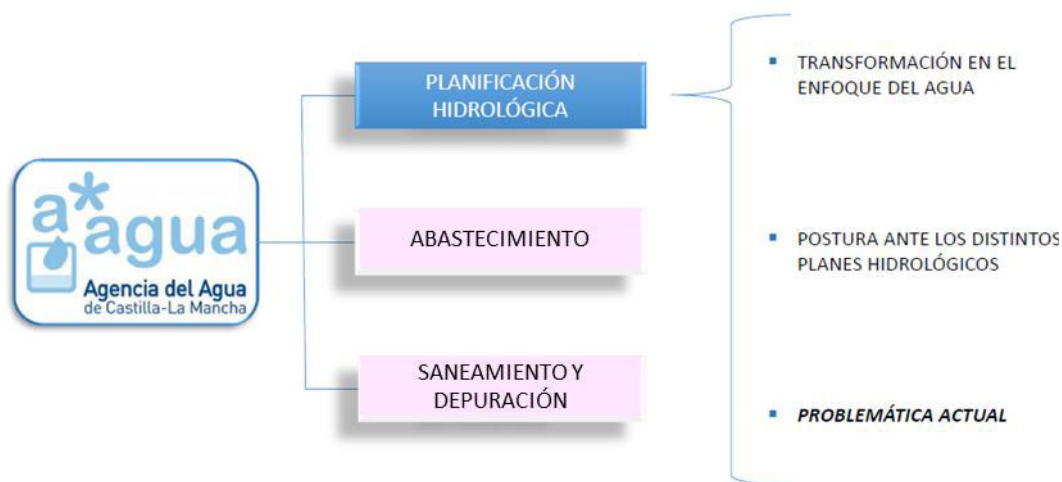 a*
agua
Agencia del Agua
de Castilla-La Mancha
PLANIFICACIÓN
HIDROLÓGICA
ABASTECIMIENTO
SANEAMIENTO Y
DEPURACIÓN
▪ TRANSFORMACIÓN EN EL
ENFOQUE DEL AGUA
▪ POSTURA ANTE LOS DISTINTOS
PLANES HIDROLÓGICOS
▪ PROBLEMÁTICA ACTUAL